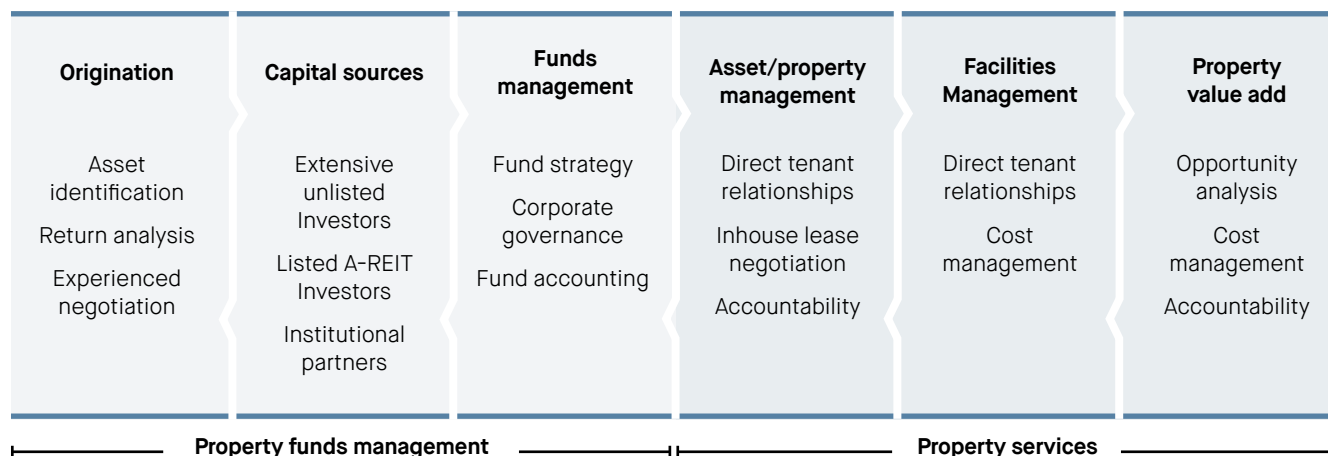 Origination
Asset
identification
Return analysis
Experienced
negotiation
Capital sources
Extensive
unlisted
Investors
Listed A-REIT
Investors
Institutional
partners
Funds
management
Fund strategy
Corporate
governance
Fund accounting
Asset/property
management
Direct tenant
relationships
Inhouse lease
negotiation
Accountability
Facilities
Management
Direct tenant
relationships
Cost
management
Property
value add
Opportunity
analysis
Cost
management
Accountability
Property funds management
Property services